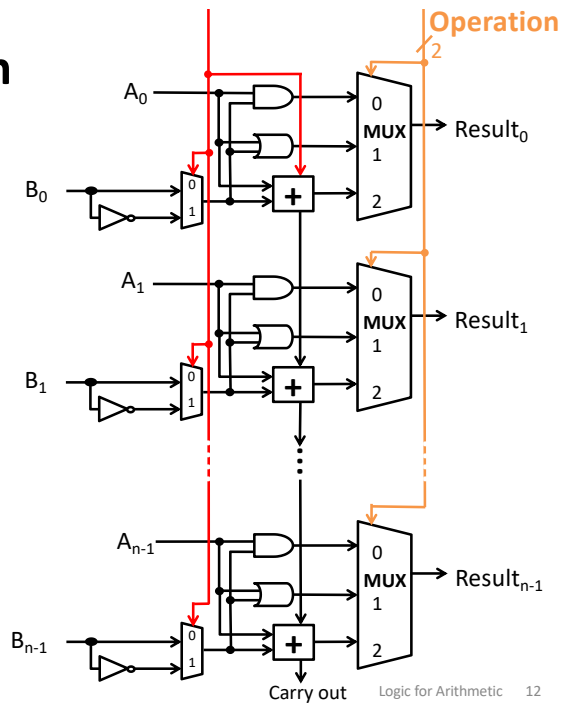 n
Operation
2
A0
0
MUX
1
2
Result0
B0
0
1
+
A1
0
MUX
1
2
Result1
B1
0
1
+
An-1
0
MUX
1
2
Resultn-1
Bn-1
0
1
+
Carry out
Logic for Arithmetic 12